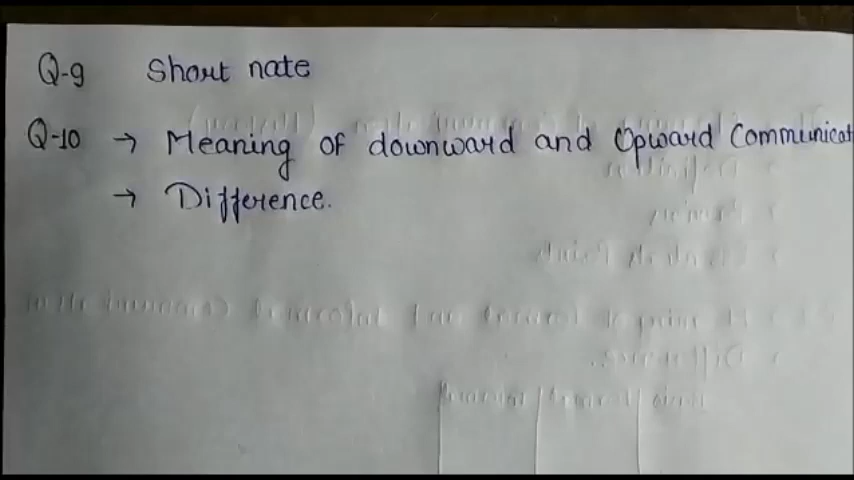 Q-9 Short nate
Q-10 → Meaning of downward and Upward Communicat
→ Difference.